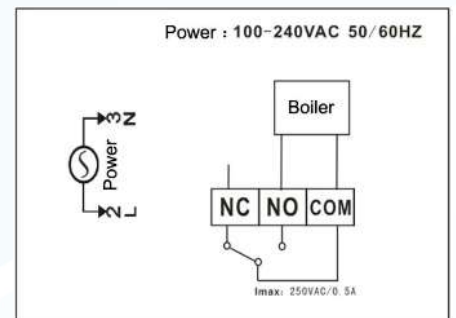 Power : 100-240VAC 50/60HZ
Boiler
3 N
Power
2 L
NC NO COM
Imax: 250VAC/0.5A